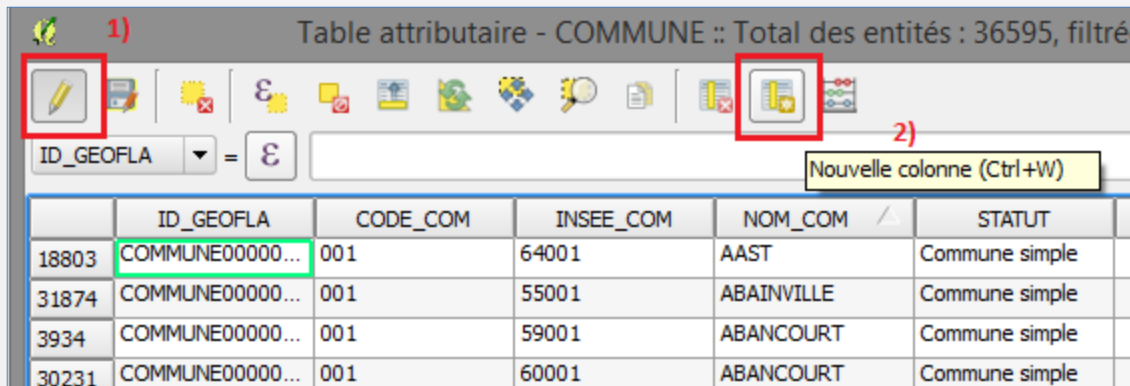 1) Table attributaire - COMMUNE :: Total des entités : 36595, filtré
ε
ID_GEOFLA = ε
2)
Nouvelle colonne (Ctrl+W)
ID_GEOFLA CODE_COM INSEE_COM NOM_COM STATUT
18803 COMMUNE00000... 001 64001 AAST Commune simple
31874 COMMUNE00000... 001 55001 ABAINVILLE Commune simple
3934 COMMUNE00000... 001 59001 ABANCOURT Commune simple
30231 COMMUNE00000... 001 60001 ABANCOURT Commune simple